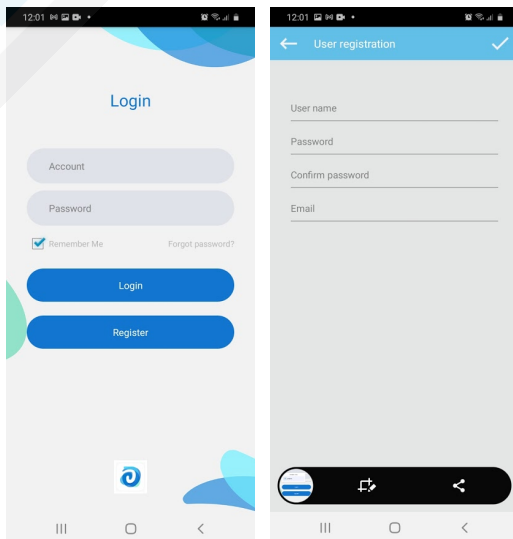 12:01
Login
Account
Password
Remember Me
Forgot password?
Login
Register
12:01
User registration
User name
Password
Confirm password
Email